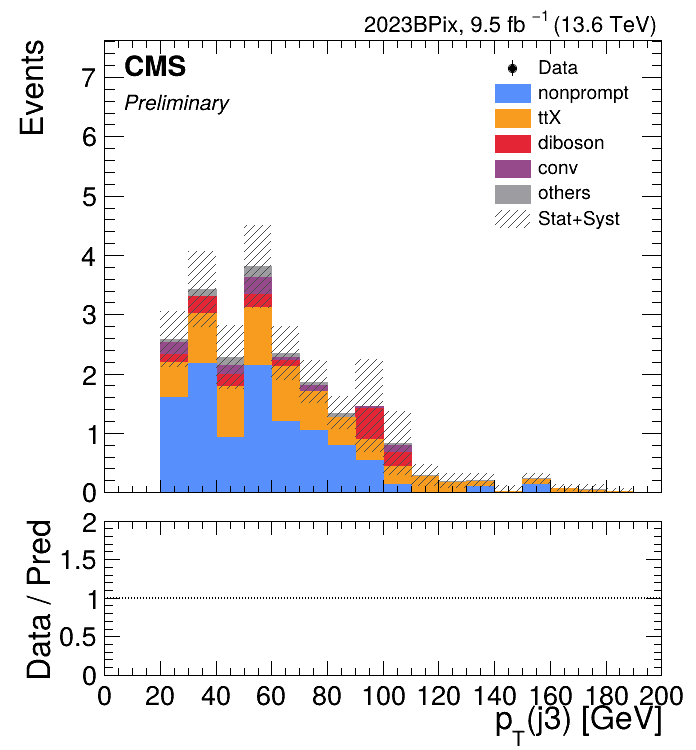 2023BPix, 9.5 fb⁻¹ (13.6 TeV)
CMS
Preliminary
Data
nonprompt
ttX
diboson
conv
others
Stat+Syst
Events
7
6
5
4
3
2
1
0
Data / Pred
2
1.5
1
0.5
0
0 20 40 60 80 100 120 140 160 180 200
p_T(j3) [GeV]